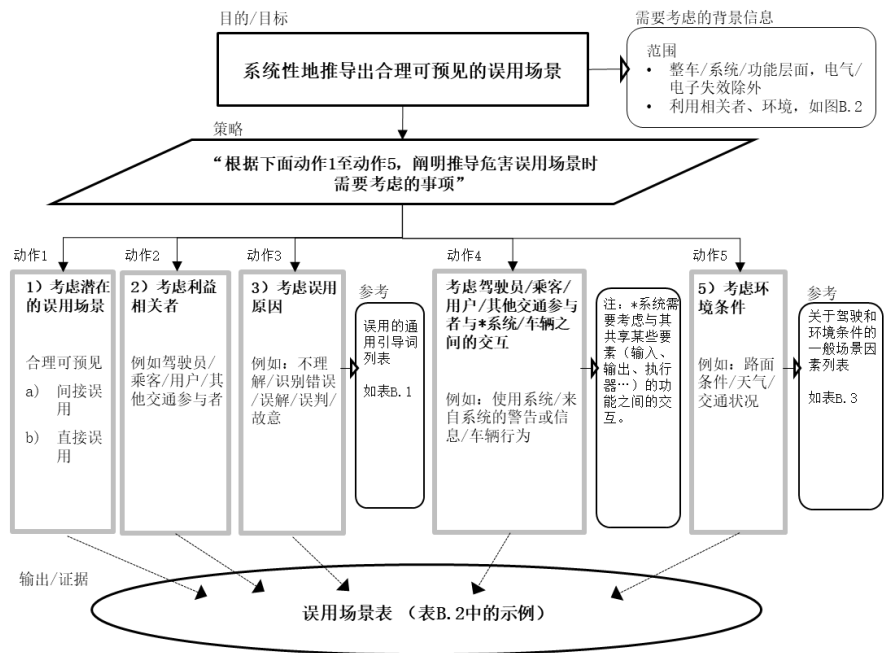 目的/目标
需要考虑的背景信息
系统性地推导出合理可预见的误用场景
范围
• 整车/系统/功能层面，电气/
电子失效除外
• 利用相关者、环境，如图B.2
策略
“根据下面动作1至动作5，阐明推导危害误用场景时
需要考虑的事项”
动作1
1）考虑潜在
的误用场景
合理可预见
a) 间接误
用
b) 直接误
用
动作2
2）考虑利益
相关者
例如驾驶员/
乘客/用户/其
他交通参与者
动作3
3）考虑误用
原因
例如：不理
解/识别错误
/误解/误判/
故意
参考
误用的通
用引导词
列表
如表B.1
动作4
考虑驾驶员/乘客/
用户/其他交通参与
者与*系统/车辆之
间的交互
例如：使用系统/来
自系统的警告或信
息/车辆行为
注：*系统需
要考虑与其
共享某些要
素（输入、
输出、执行
器…）的功
能之间的交
互。
动作5
5）考虑环
境条件
例如：路面
条件/天气/
交通状况
参考
关于驾驶和
环境条件的
一般场景因
素列表
如表B.3
输出/证据
误用场景表 （表B.2中的示例）